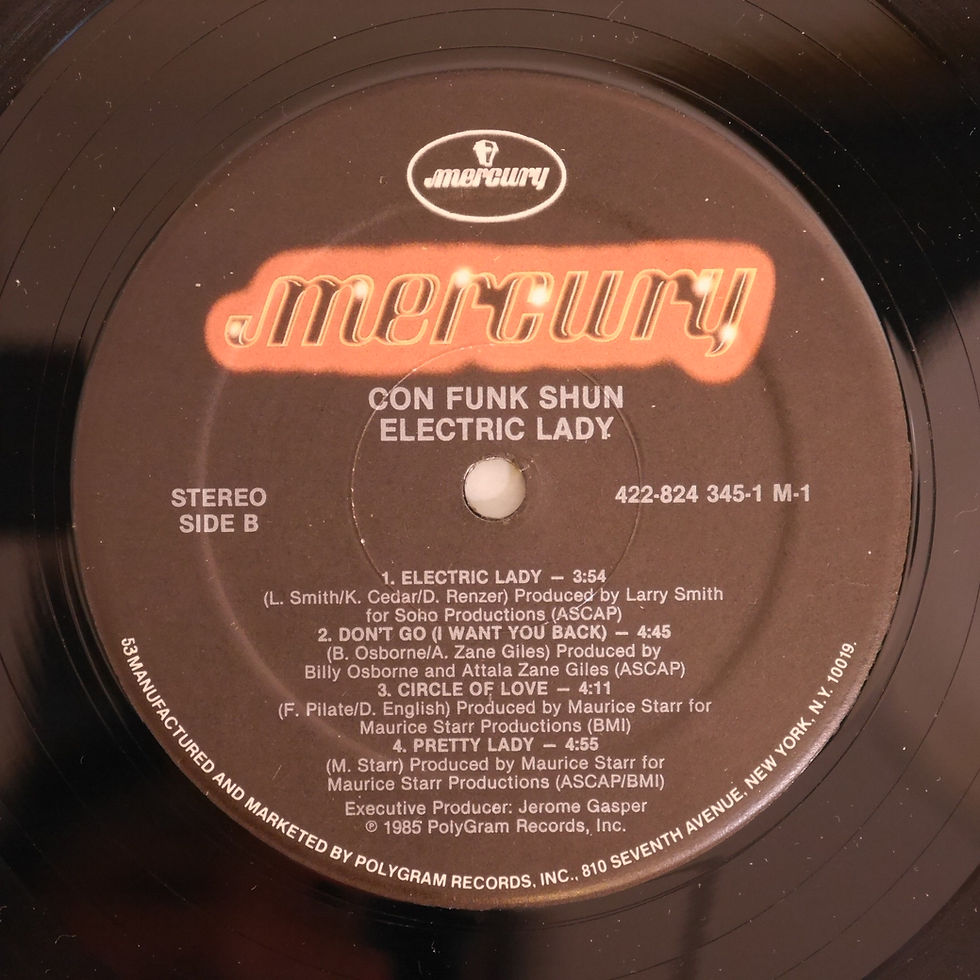 mercury
mercury
CON FUNK SHUN
ELECTRIC LADY
STEREO
SIDE B
422-824 345-1 M-1
1. ELECTRIC LADY — 3:54
(L. Smith/K. Cedar/D. Renzer) Produced by Larry Smith
for Soho Productions (ASCAP)
2. DON'T GO (I WANT YOU BACK) — 4:45
(B. Osborne/A. Zane Giles) Produced by
Billy Osborne and Attala Zane Giles (ASCAP)
3. CIRCLE OF LOVE — 4:11
(F. Pilate/D. English) Produced by Maurice Starr for
Maurice Starr Productions (BMI)
4. PRETTY LADY — 4:55
(M. Starr) Produced by Maurice Starr for
Maurice Starr Productions (ASCAP/BMI)
Executive Producer: Jerome Gasper
℗ 1985 PolyGram Records, Inc.
53 MANUFACTURED AND MARKETED BY POLYGRAM RECORDS, INC., 810 SEVENTH AVENUE, NEW YORK, N.Y. 10019.